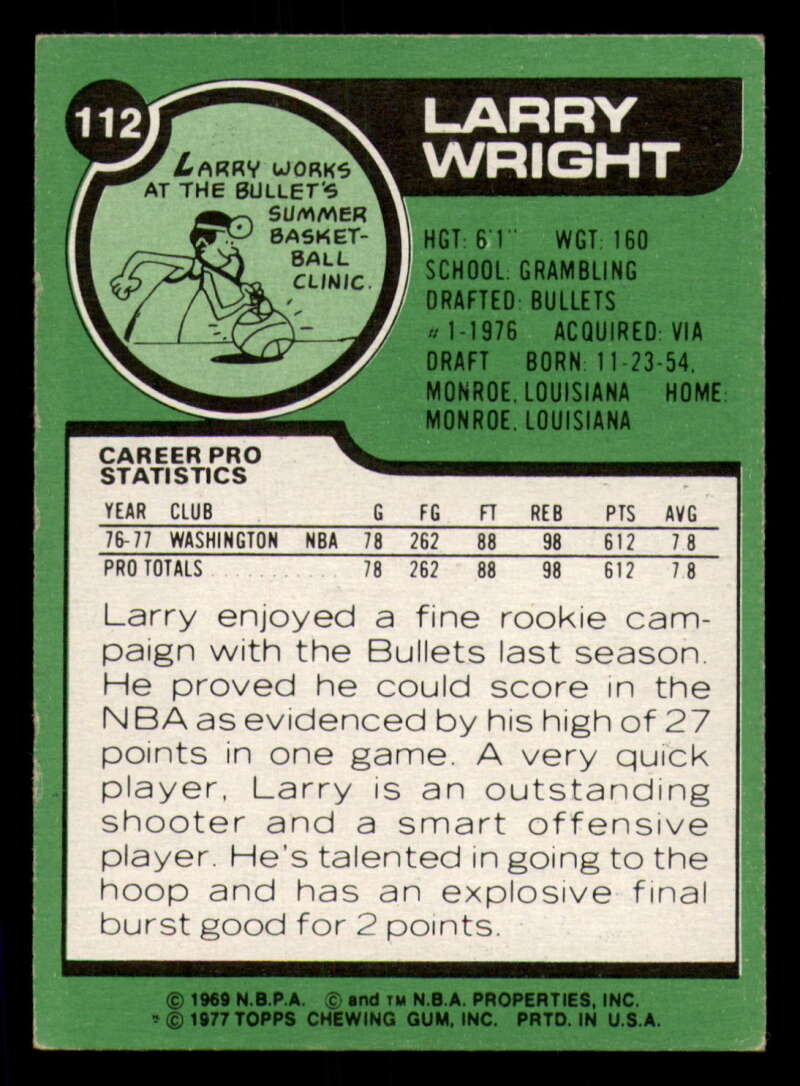 112
LARRY WORKS
AT THE BULLET'S
SUMMER
BASKET-
BALL
CLINIC.
LARRY
WRIGHT
HGT: 6'1" WGT: 160
SCHOOL: GRAMBLING
DRAFTED: BULLETS
#1-1976 ACQUIRED: VIA
DRAFT BORN: 11-23-54,
MONROE, LOUISIANA HOME:
MONROE, LOUISIANA
CAREER PRO
STATISTICS
YEAR CLUB G FG FT REB PTS AVG
76-77 WASHINGTON NBA 78 262 88 98 612 7.8
PRO TOTALS ............ 78 262 88 98 612 7.8
Larry enjoyed a fine rookie cam-
paign with the Bullets last season.
He proved he could score in the
NBA as evidenced by his high of 27
points in one game. A very quick
player, Larry is an outstanding
shooter and a smart offensive
player. He's talented in going to the
hoop and has an explosive final
burst good for 2 points.
© 1969 N.B.P.A. © and TM N.B.A. PROPERTIES, INC.
* © 1977 TOPPS CHEWING GUM, INC. PRTD. IN U.S.A.